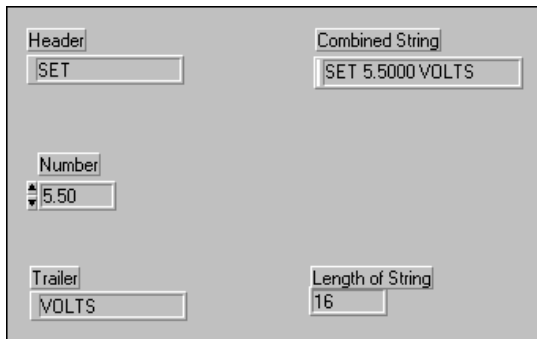 Header
SET
Combined String
SET 5.5000 VOLTS
Number
5.50
Trailer
VOLTS
Length of String
16